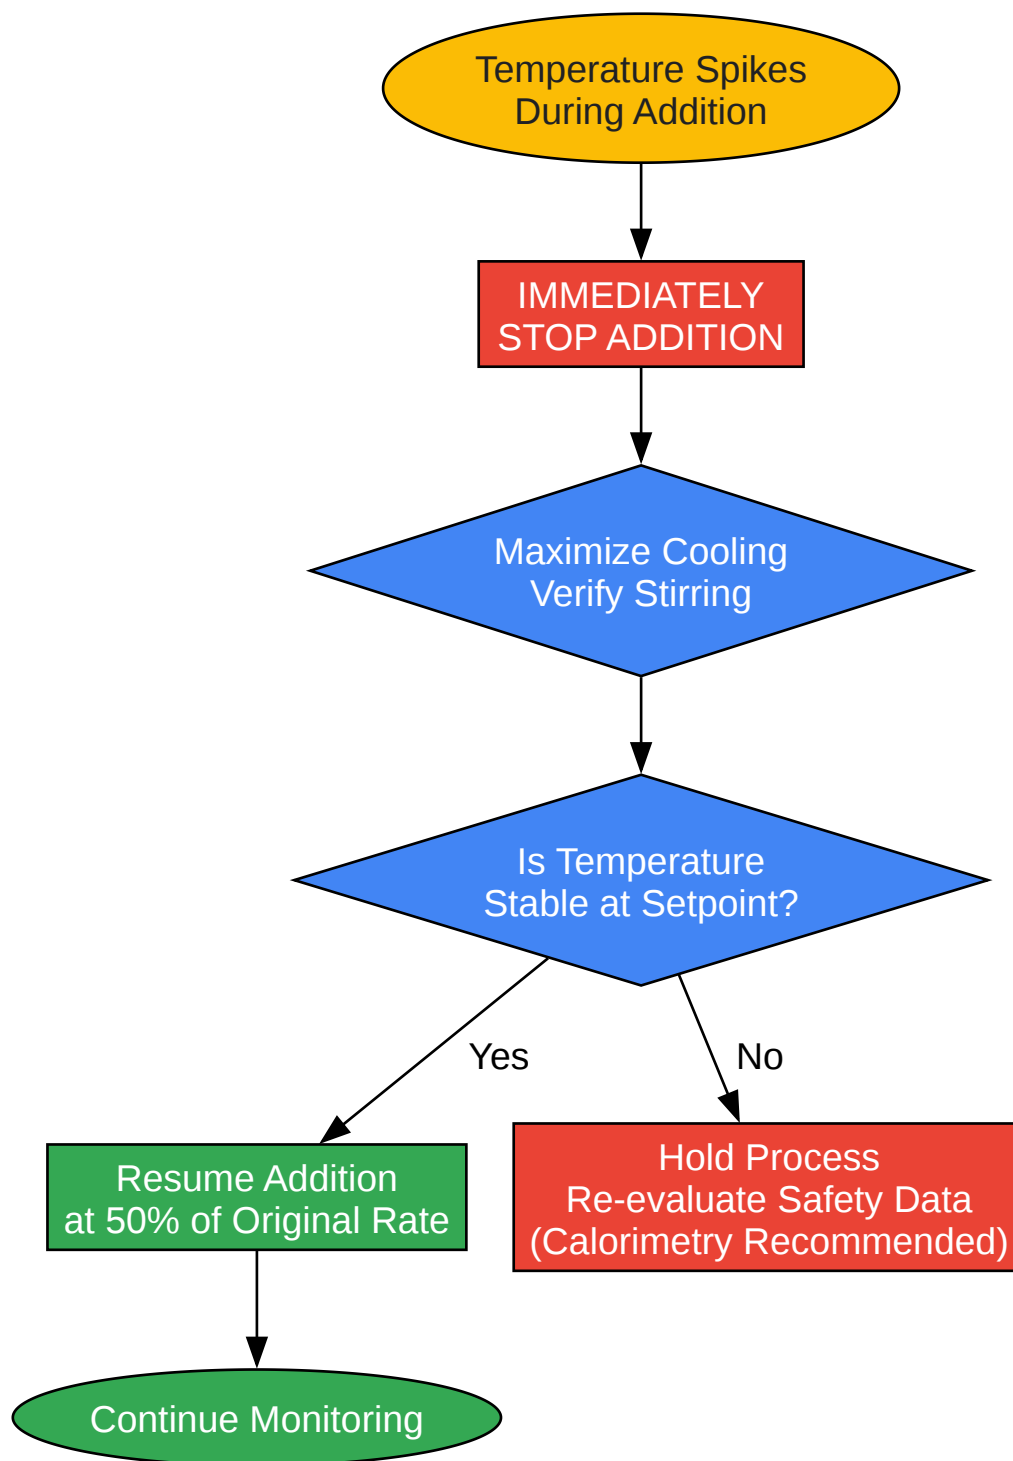 Temperature Spikes
During Addition
IMMEDIATELY
STOP ADDITION
Maximize Cooling
Verify Stirring
Is Temperature
Stable at Setpoint?
Yes
No
Resume Addition
at 50% of Original Rate
Hold Process
Re-evaluate Safety Data
(Calorimetry Recommended)
Continue Monitoring